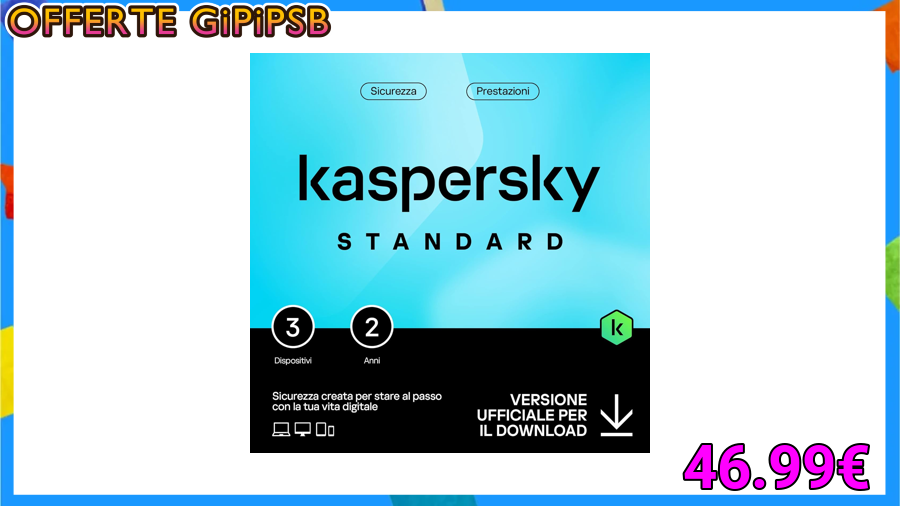 OFFERTE GiPiPSB
Sicurezza
Prestazioni
kaspersky
STANDARD
3
2
Dispositivi
Anni
k
Sicurezza creata per stare al passo
con la tua vita digitale
VERSIONE
UFFICIALE PER
IL DOWNLOAD
46.99€